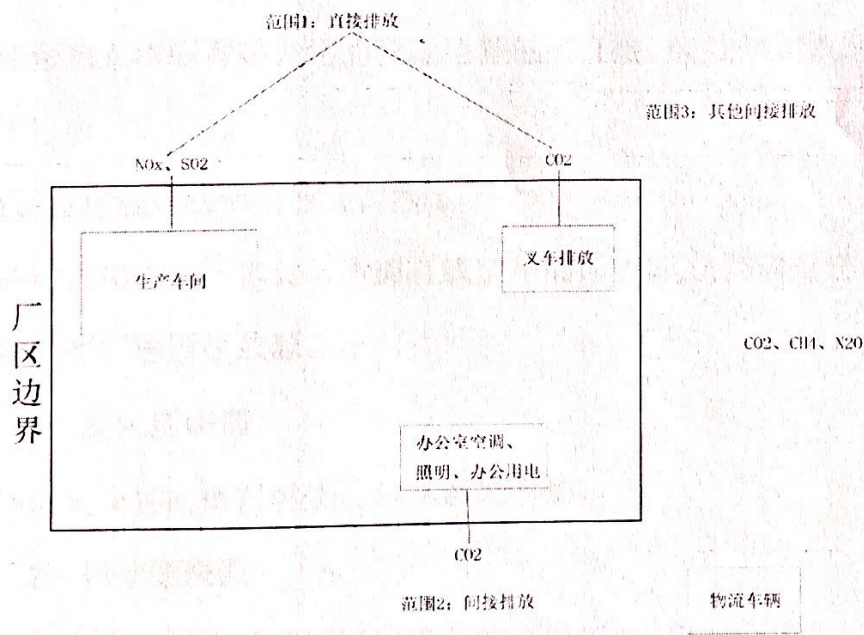 范围1：直接排放
范围3：其他间接排放
NOx、SO2
CO2
生产车间
叉车排放
厂
区
边
界
CO2、CH4、N2O
办公室空调、
照明、办公用电
CO2
范围2：间接排放
物流车辆